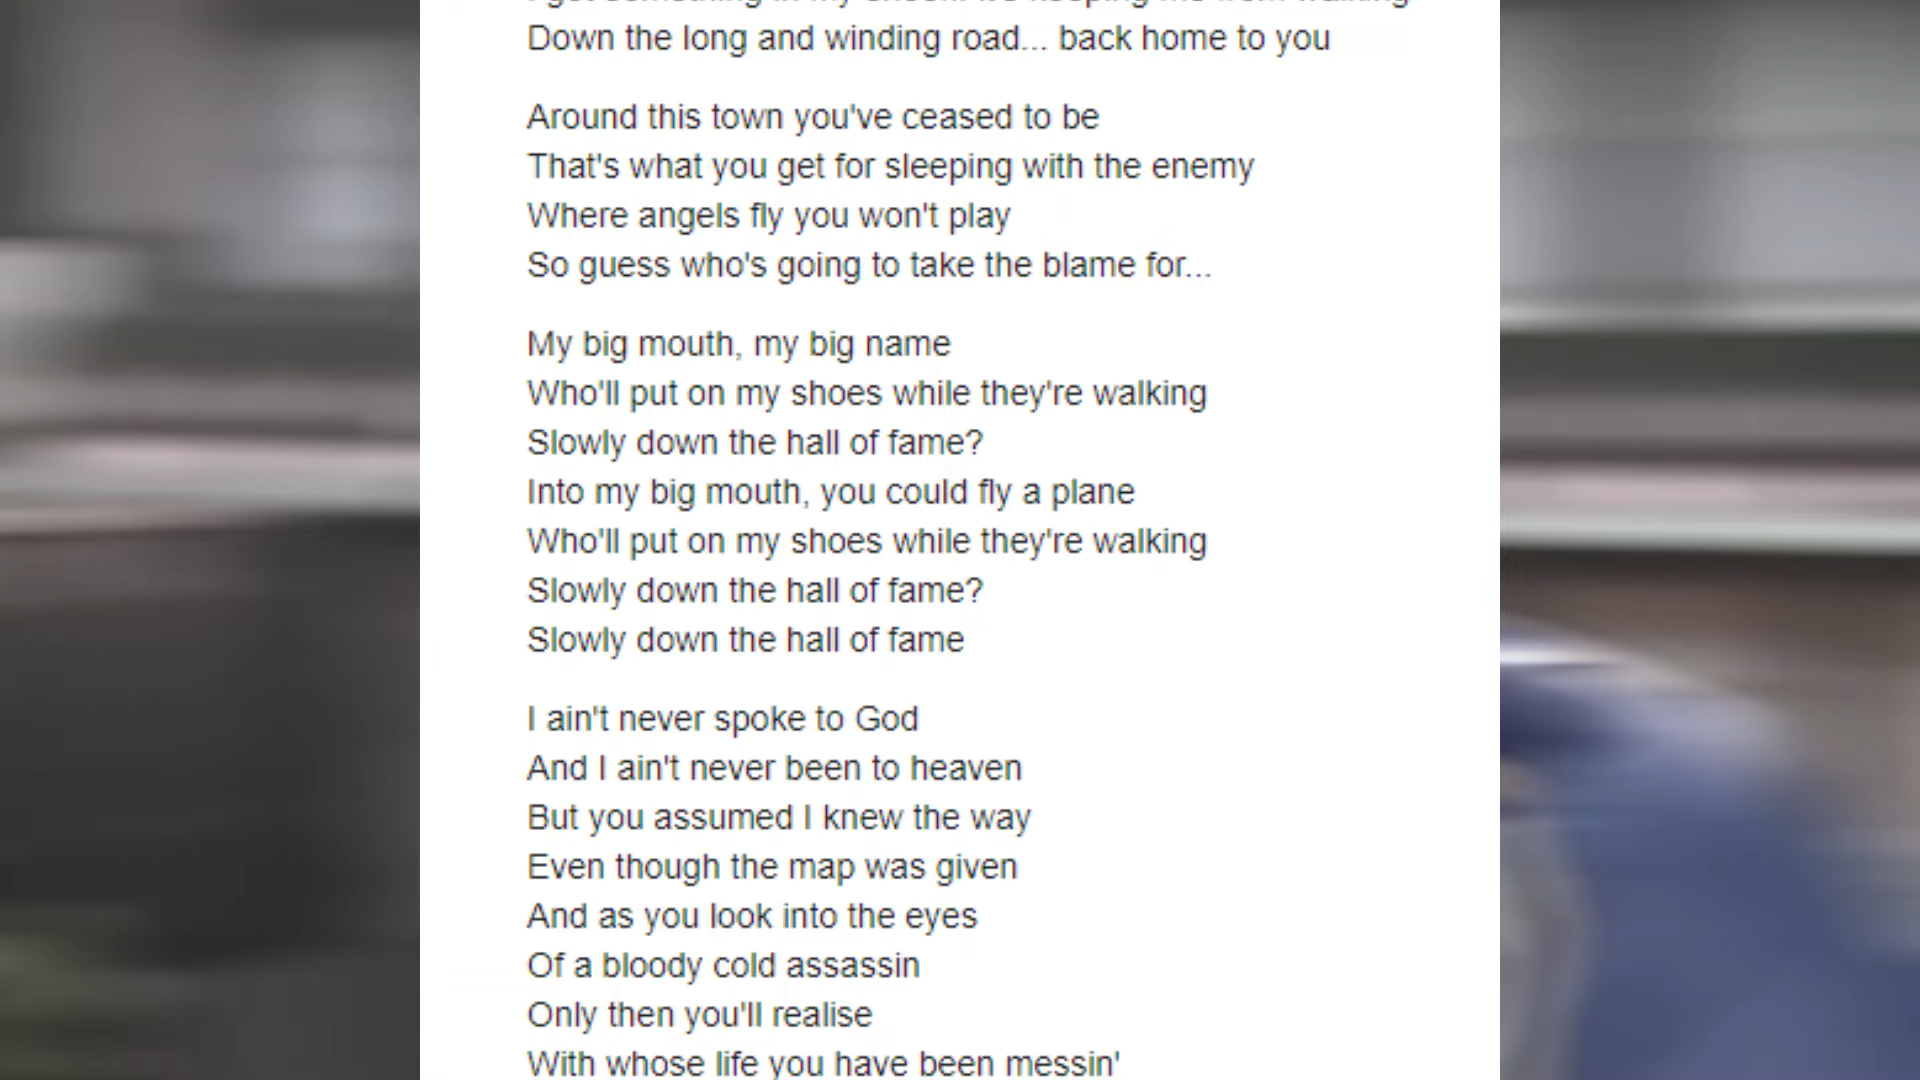 Down the long and winding road... back home to you
Around this town you've ceased to be
That's what you get for sleeping with the enemy
Where angels fly you won't play
So guess who's going to take the blame for...
My big mouth, my big name
Who'll put on my shoes while they're walking
Slowly down the hall of fame?
Into my big mouth, you could fly a plane
Who'll put on my shoes while they're walking
Slowly down the hall of fame?
Slowly down the hall of fame
I ain't never spoke to God
And I ain't never been to heaven
But you assumed I knew the way
Even though the map was given
And as you look into the eyes
Of a bloody cold assassin
Only then you'll realise
With whose life you have been messin'